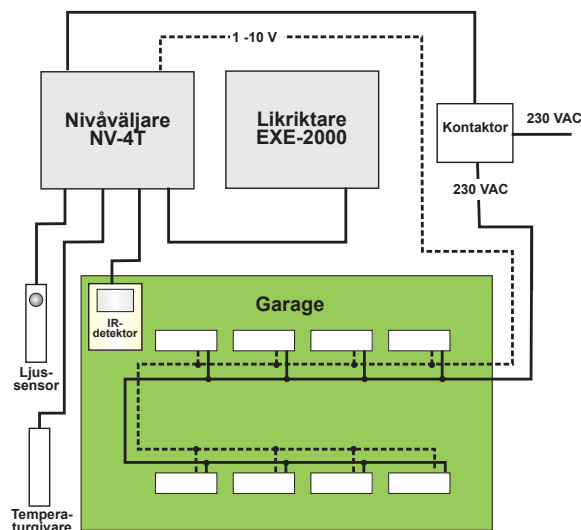 1 -10 V
Nivåväljare
NV-4T
Likriktare
EXE-2000
Kontaktor
230 VAC
230 VAC
IR-
detektor
Garage
Ljus-
sensor
Tempera-
turgivare